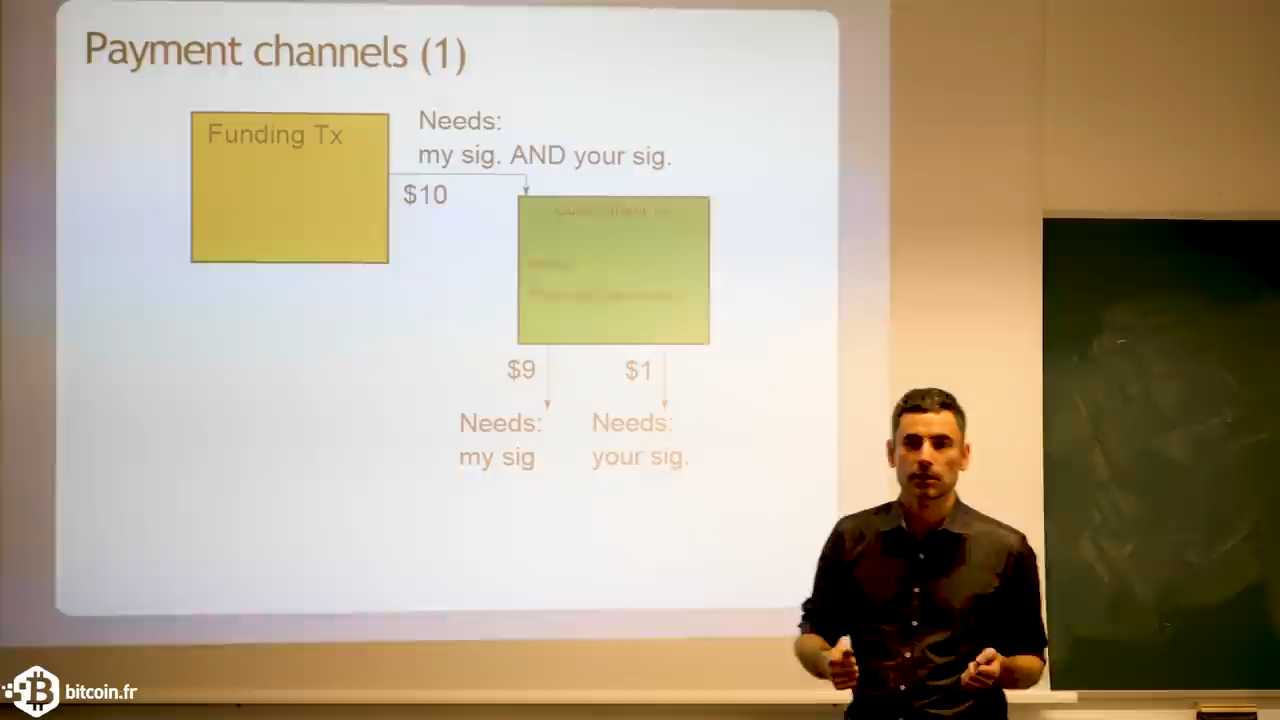 Payment channels (1)
Funding Tx
Needs:
my sig. AND your sig.
$10
$9
$1
Needs:
my sig
Needs:
your sig.
bitcoin.fr